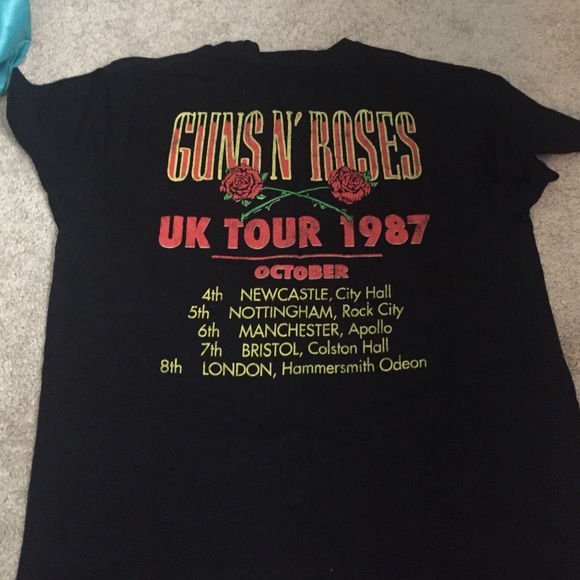 GUNS N' ROSES
UK TOUR 1987
OCTOBER
4th NEWCASTLE, City Hall
5th NOTTINGHAM, Rock City
6th MANCHESTER, Apollo
7th BRISTOL, Colston Hall
8th LONDON, Hammersmith Odeon